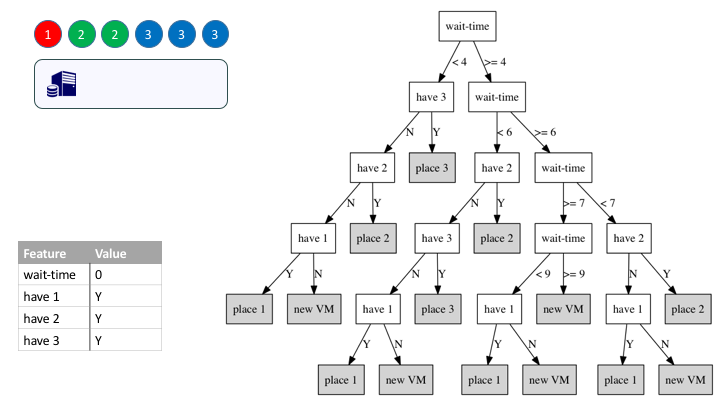 1 2 2 3 3 3
wait-time
< 4 >= 4
have 3 wait-time
N Y < 6 >= 6
have 2 place 3 have 2 wait-time
N Y N Y >= 7 < 7
have 1 place 2 have 3 place 2 wait-time have 2
Y N N Y < 9 >= 9 N Y
place 1 new VM have 1 place 3 have 1 new VM have 1 place 2
Y N Y N Y N
place 1 new VM place 1 new VM place 1 new VM
Feature Value
wait-time 0
have 1 Y
have 2 Y
have 3 Y